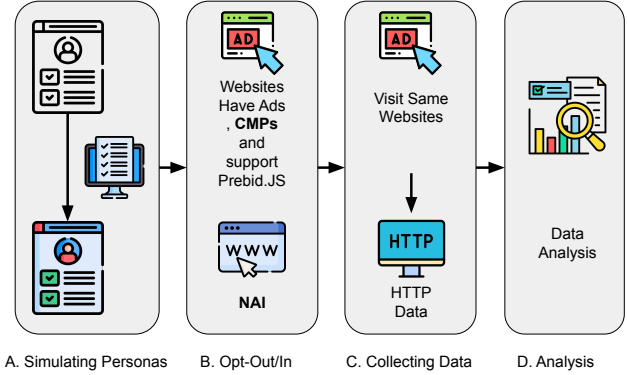 AD
Websites
Have Ads
, CMPs
and
support
Prebid.JS
WWW
NAI
AD
Visit Same
Websites
HTTP
HTTP
Data
Data
Analysis
A. Simulating Personas
B. Opt-Out/In
C. Collecting Data
D. Analysis